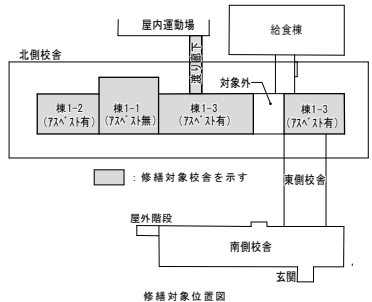 屋内運動場
給食棟
渡り廊下
北側校舎
対象外
棟1-2
(アスベスト有)
棟1-1
(アスベスト無)
棟1-3
(アスベスト有)
棟1-3
(アスベスト有)
：修繕対象校舎を示す
東側校舎
屋外階段
南側校舎
玄関
修繕対象位置図